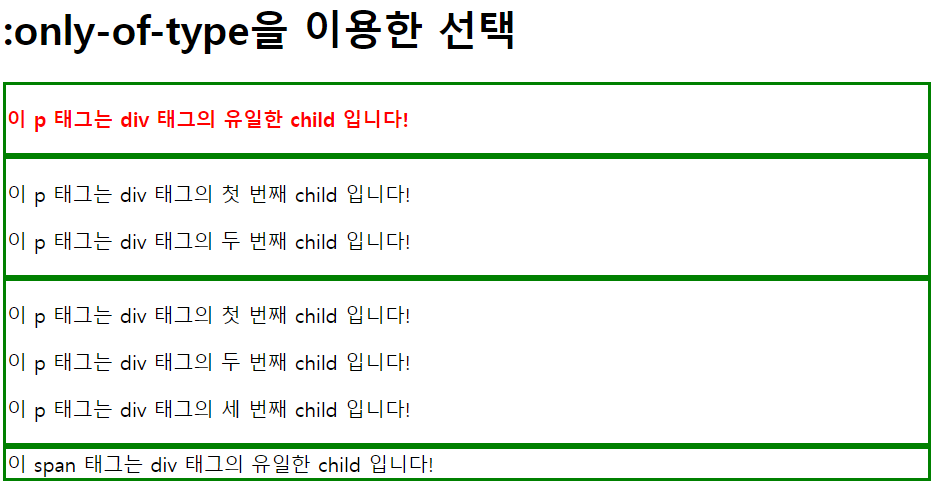 :only-of-type을 이용한 선택
이 p 태그는 div 태그의 유일한 child 입니다!
이 p 태그는 div 태그의 첫 번째 child 입니다!
이 p 태그는 div 태그의 두 번째 child 입니다!
이 p 태그는 div 태그의 첫 번째 child 입니다!
이 p 태그는 div 태그의 두 번째 child 입니다!
이 p 태그는 div 태그의 세 번째 child 입니다!
이 span 태그는 div 태그의 유일한 child 입니다!